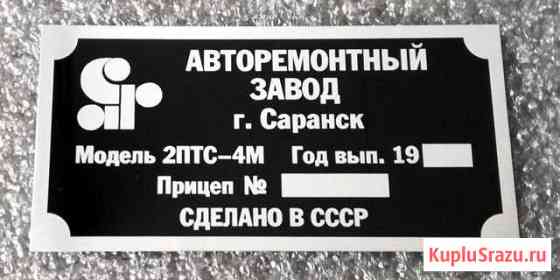 АВТОРЕМОНТНЫЙ
ЗАВОД
г. Саранск
Модель 2ПТС-4М Год вып. 19
Прицеп №
СДЕЛАНО В СССР
KupluSrazu.ru